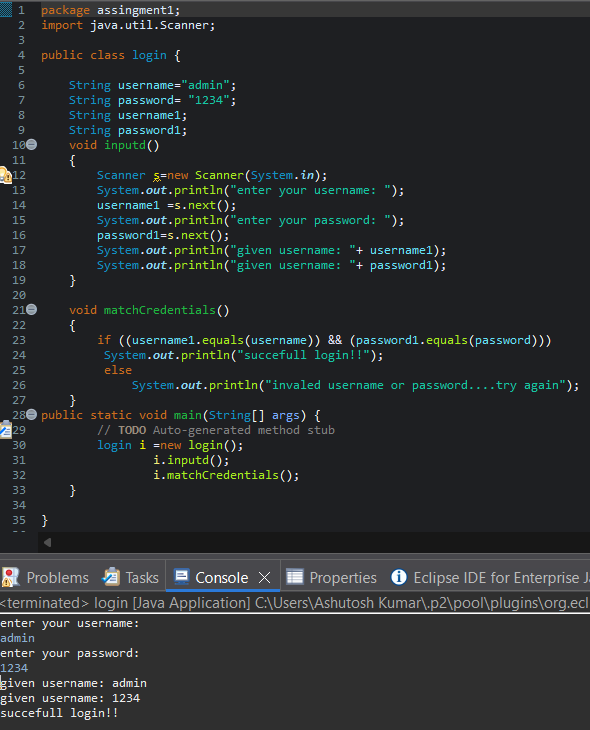 1 package assingment1;
2 import java.util.Scanner;
3
4 public class login {
5
6 String username="admin";
7 String password= "1234";
8 String username1;
9 String password1;
10 void inputd()
11 {
12 Scanner s=new Scanner(System.in);
13 System.out.println("enter your username: ");
14 username1 =s.next();
15 System.out.println("enter your password: ");
16 password1=s.next();
17 System.out.println("given username: "+ username1);
18 System.out.println("given username: "+ password1);
19 }
20
21 void matchCredentials()
22 {
23 if ((username1.equals(username)) && (password1.equals(password)))
24 System.out.println("succefull login!!");
25 else
26 System.out.println("invaled username or password....try again");
27 }
28 public static void main(String[] args) {
29 // TODO Auto-generated method stub
30 login i =new login();
31 i.inputd();
32 i.matchCredentials();
33 }
34
35 }
Problems Tasks Console Properties Eclipse IDE for Enterprise J
<terminated> login [Java Application] C:\Users\Ashutosh Kumar\.p2\pool\plugins\org.ecl
enter your username:
admin
enter your password:
1234
given username: admin
given username: 1234
succefull login!!